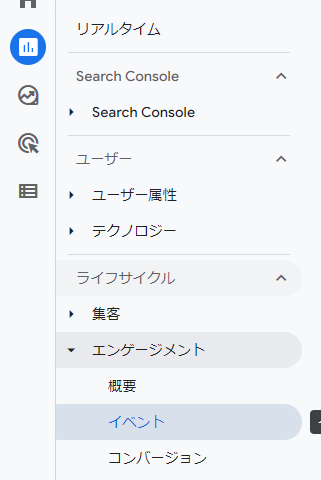 リアルタイム
Search Console
Search Console
ユーザー
ユーザー属性
テクノロジー
ライフサイクル
集客
エンゲージメント
概要
イベント
コンバージョン